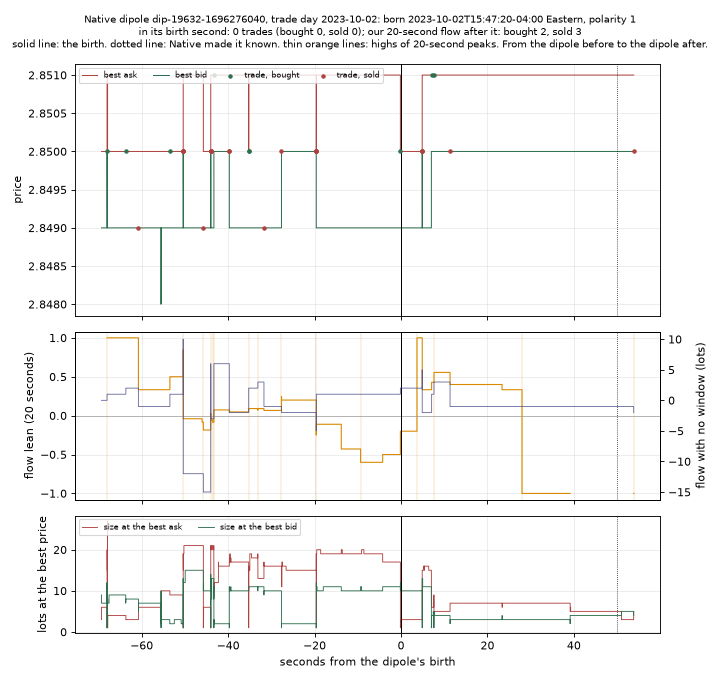 Native dipole dip-19632-1696276040, trade day 2023-10-02: born 2023-10-02T15:47:20-04:00 Eastern, polarity 1
in its birth second: 0 trades (bought 0, sold 0); our 20-second flow after it: bought 2, sold 3
solid line: the birth. dotted line: Native made it known. thin orange lines: highs of 20-second peaks. From the dipole before to the dipole after.
best ask
best bid
trade, bought
trade, sold
2.8510
2.8505
2.8500
2.8495
2.8490
2.8485
2.8480
price
1.0
0.5
0.0
−0.5
−1.0
flow lean (20 seconds)
10
5
0
−5
−10
−15
flow with no window (lots)
size at the best ask
size at the best bid
20
10
0
lots at the best price
−60
−40
−20
0
20
40
seconds from the dipole's birth